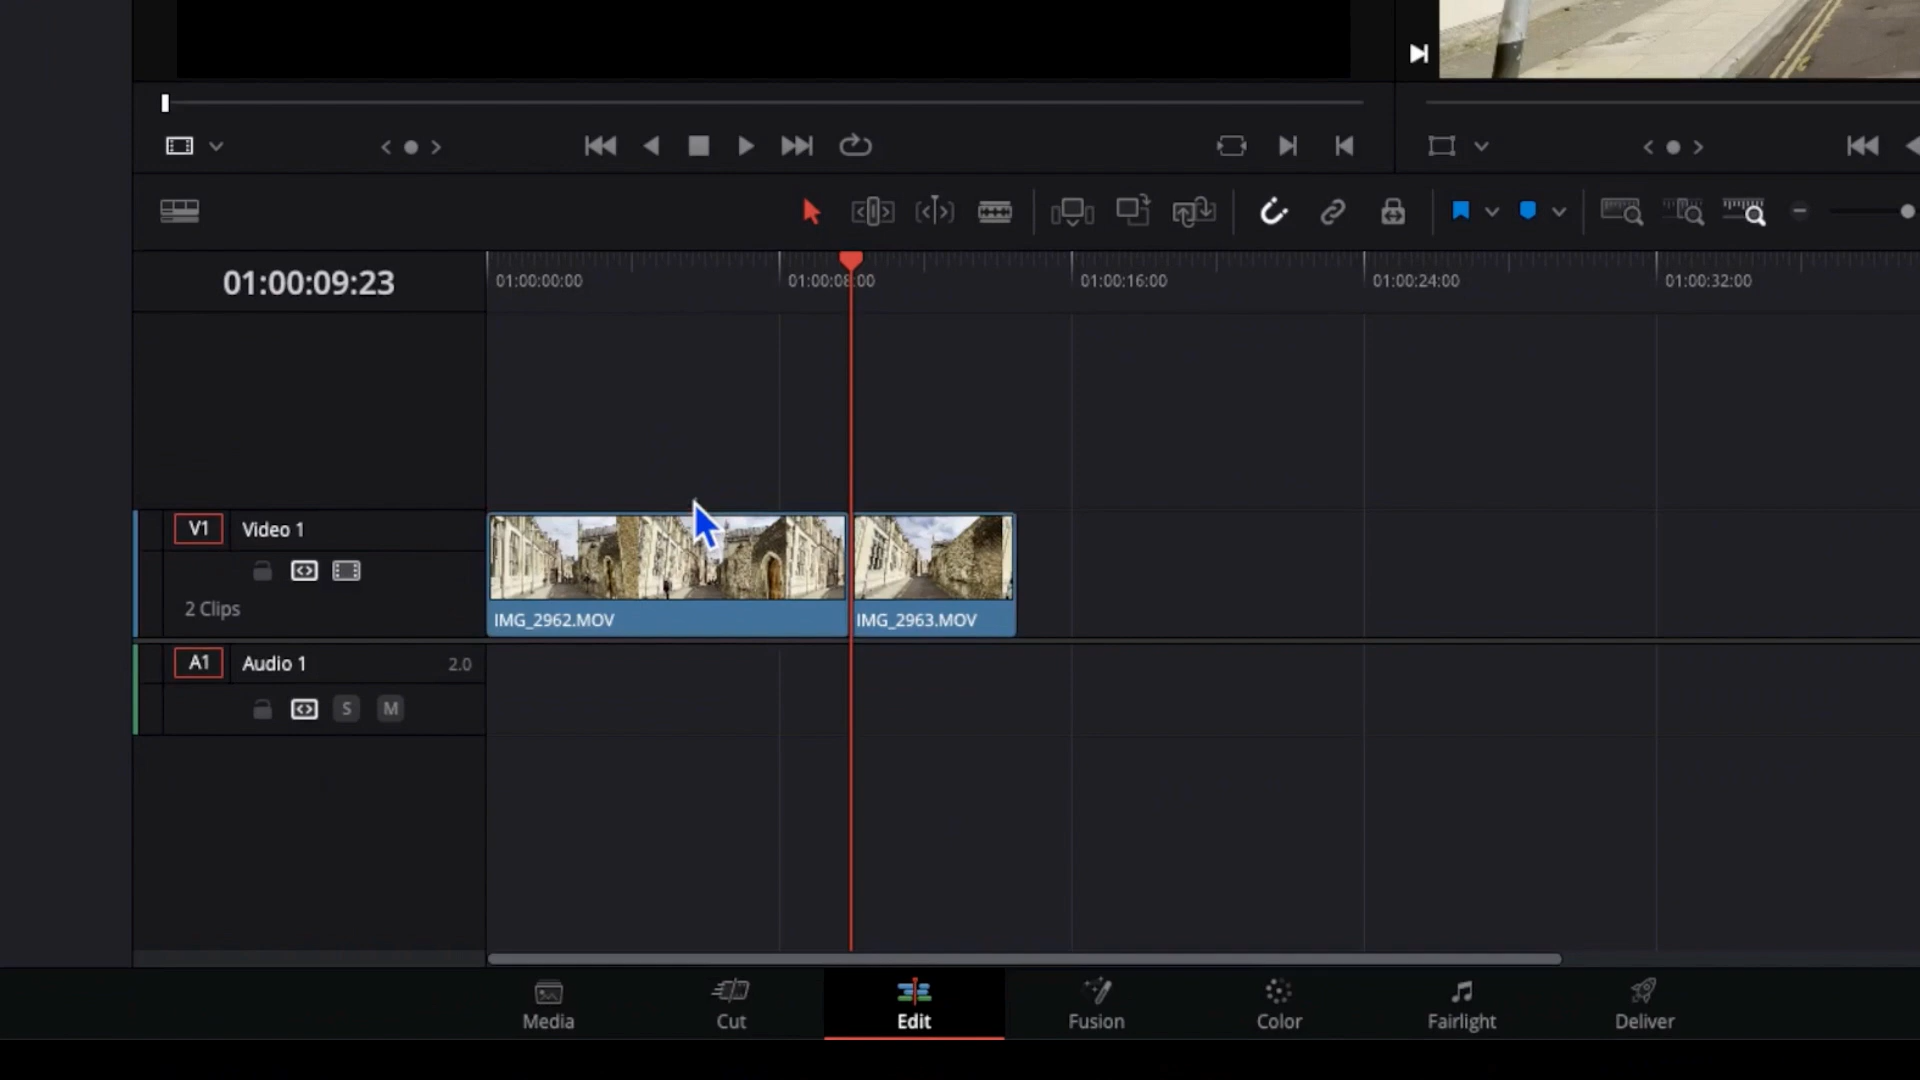 01:00:09:23
01:00:00:00
01:00:08:00
01:00:16:00
01:00:24:00
01:00:32:00
V1
Video 1
2 Clips
IMG_2962.MOV
IMG_2963.MOV
A1
Audio 1
2.0
S
M
Media
Cut
Edit
Fusion
Color
Fairlight
Deliver